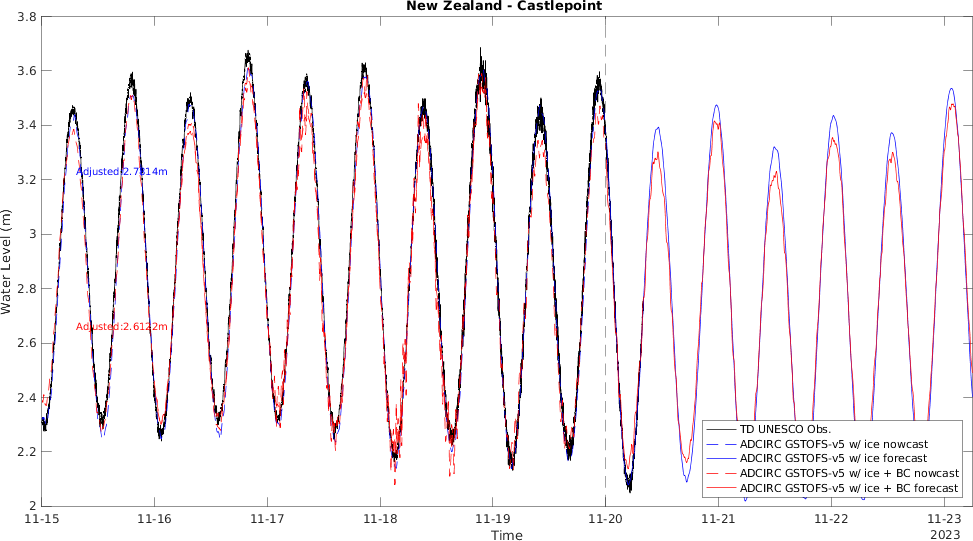 New Zealand - Castlepoint
3.8
3.6
3.4
3.2
3
2.8
2.6
2.4
2.2
2
Water Level (m)
Adjusted:2.7314m
Adjusted:2.6122m
TD UNESCO Obs.
ADCIRC GSTOFS-v5 w/ ice nowcast
ADCIRC GSTOFS-v5 w/ ice forecast
ADCIRC GSTOFS-v5 w/ ice + BC nowcast
ADCIRC GSTOFS-v5 w/ ice + BC forecast
11-15 11-16 11-17 11-18 11-19 11-20 11-21 11-22 11-23
Time
2023